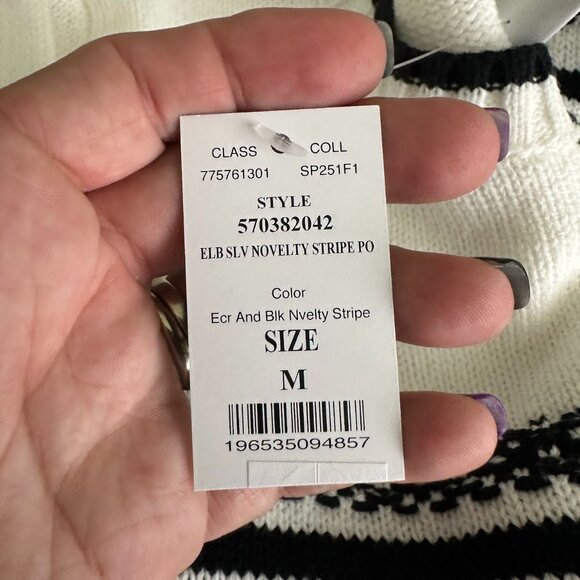 CLASS COLL
775761301 SP251F1
STYLE
570382042
ELB SLV NOVELTY STRIPE PO
Color
Ecr And Blk Nvelty Stripe
SIZE
M
196535094857